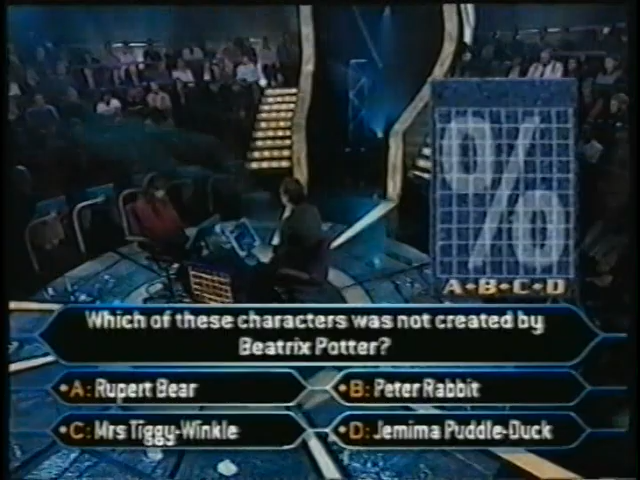 %
A◆B◆C◆D
Which of these characters was not created by
Beatrix Potter?
◆A: Rupert Bear
◆B: Peter Rabbit
◆C: Mrs Tiggy-Winkle
◆D: Jemima Puddle-Duck